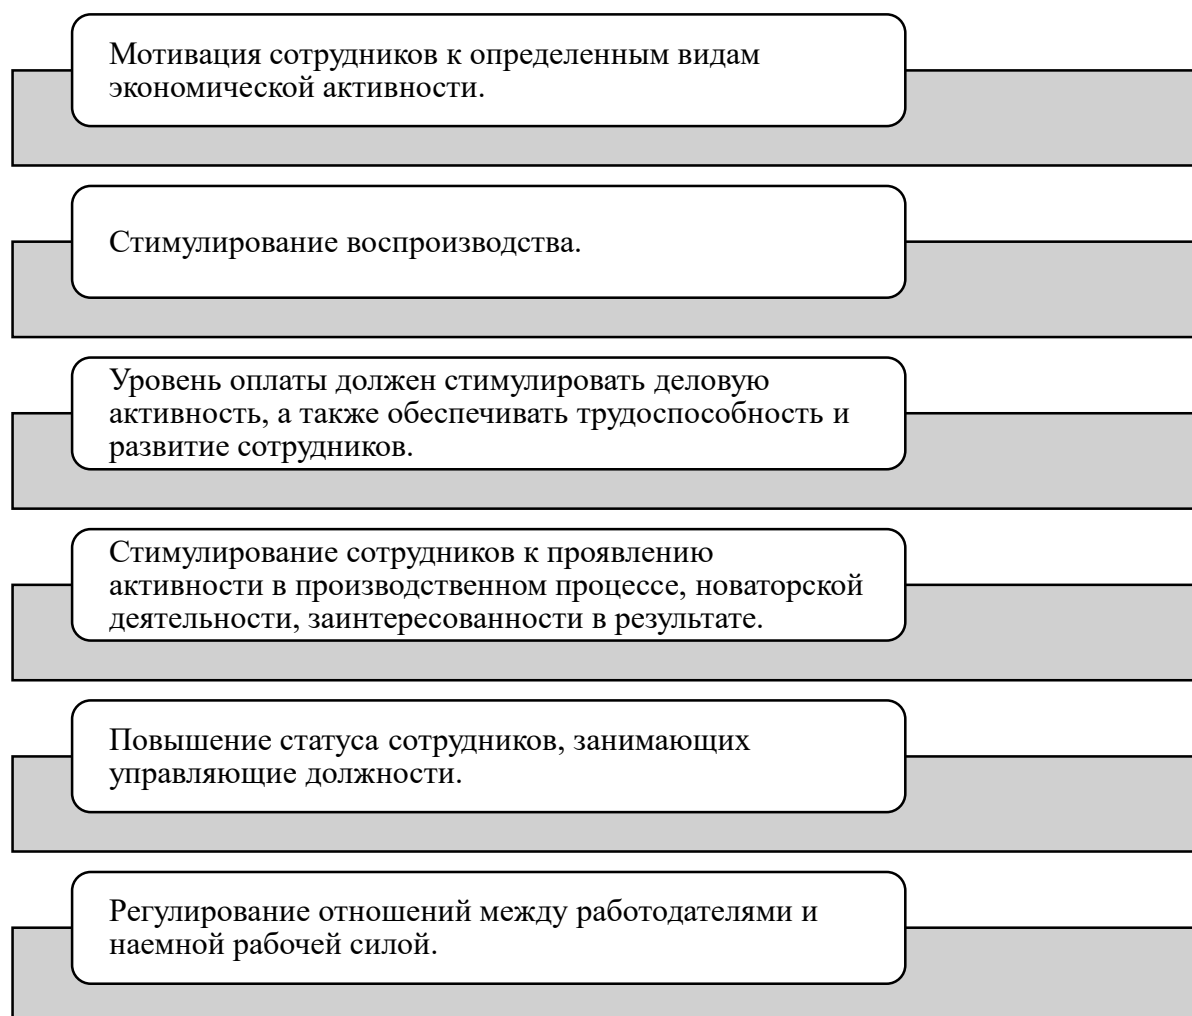 Мотивация сотрудников к определенным видам
экономической активности.
Стимулирование воспроизводства.
Уровень оплаты должен стимулировать деловую
активность, а также обеспечивать трудоспособность и
развитие сотрудников.
Стимулирование сотрудников к проявлению
активности в производственном процессе, новаторской
деятельности, заинтересованности в результате.
Повышение статуса сотрудников, занимающих
управляющие должности.
Регулирование отношений между работодателями и
наемной рабочей силой.